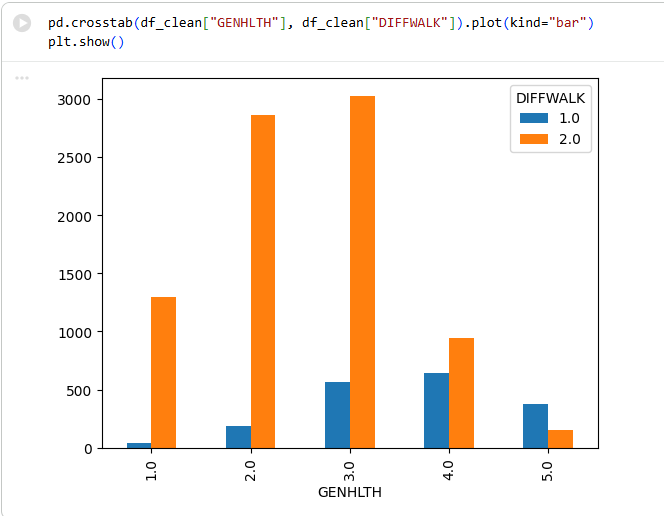 pd.crosstab(df_clean["GENHLTH"], df_clean["DIFFWALK"]).plot(kind="bar")
plt.show()
DIFFWALK
1.0
2.0
3000
2500
2000
1500
1000
500
0
1.0 2.0 3.0 4.0 5.0
GENHLTH